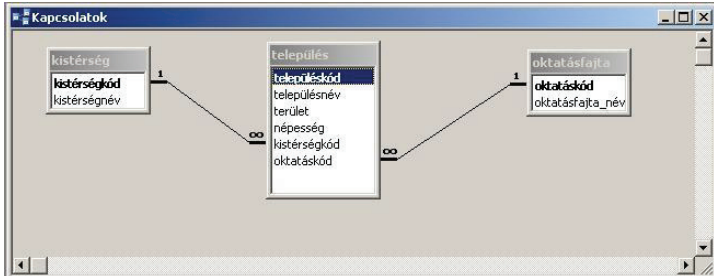 Kapcsolatok
kistérség
kistérségkód
kistérségnév
település
településkód
településnév
terület
népesség
kistérségkód
oktatáskód
oktatásfajta
oktatáskód
oktatásfajta_név
1
∞
1
∞